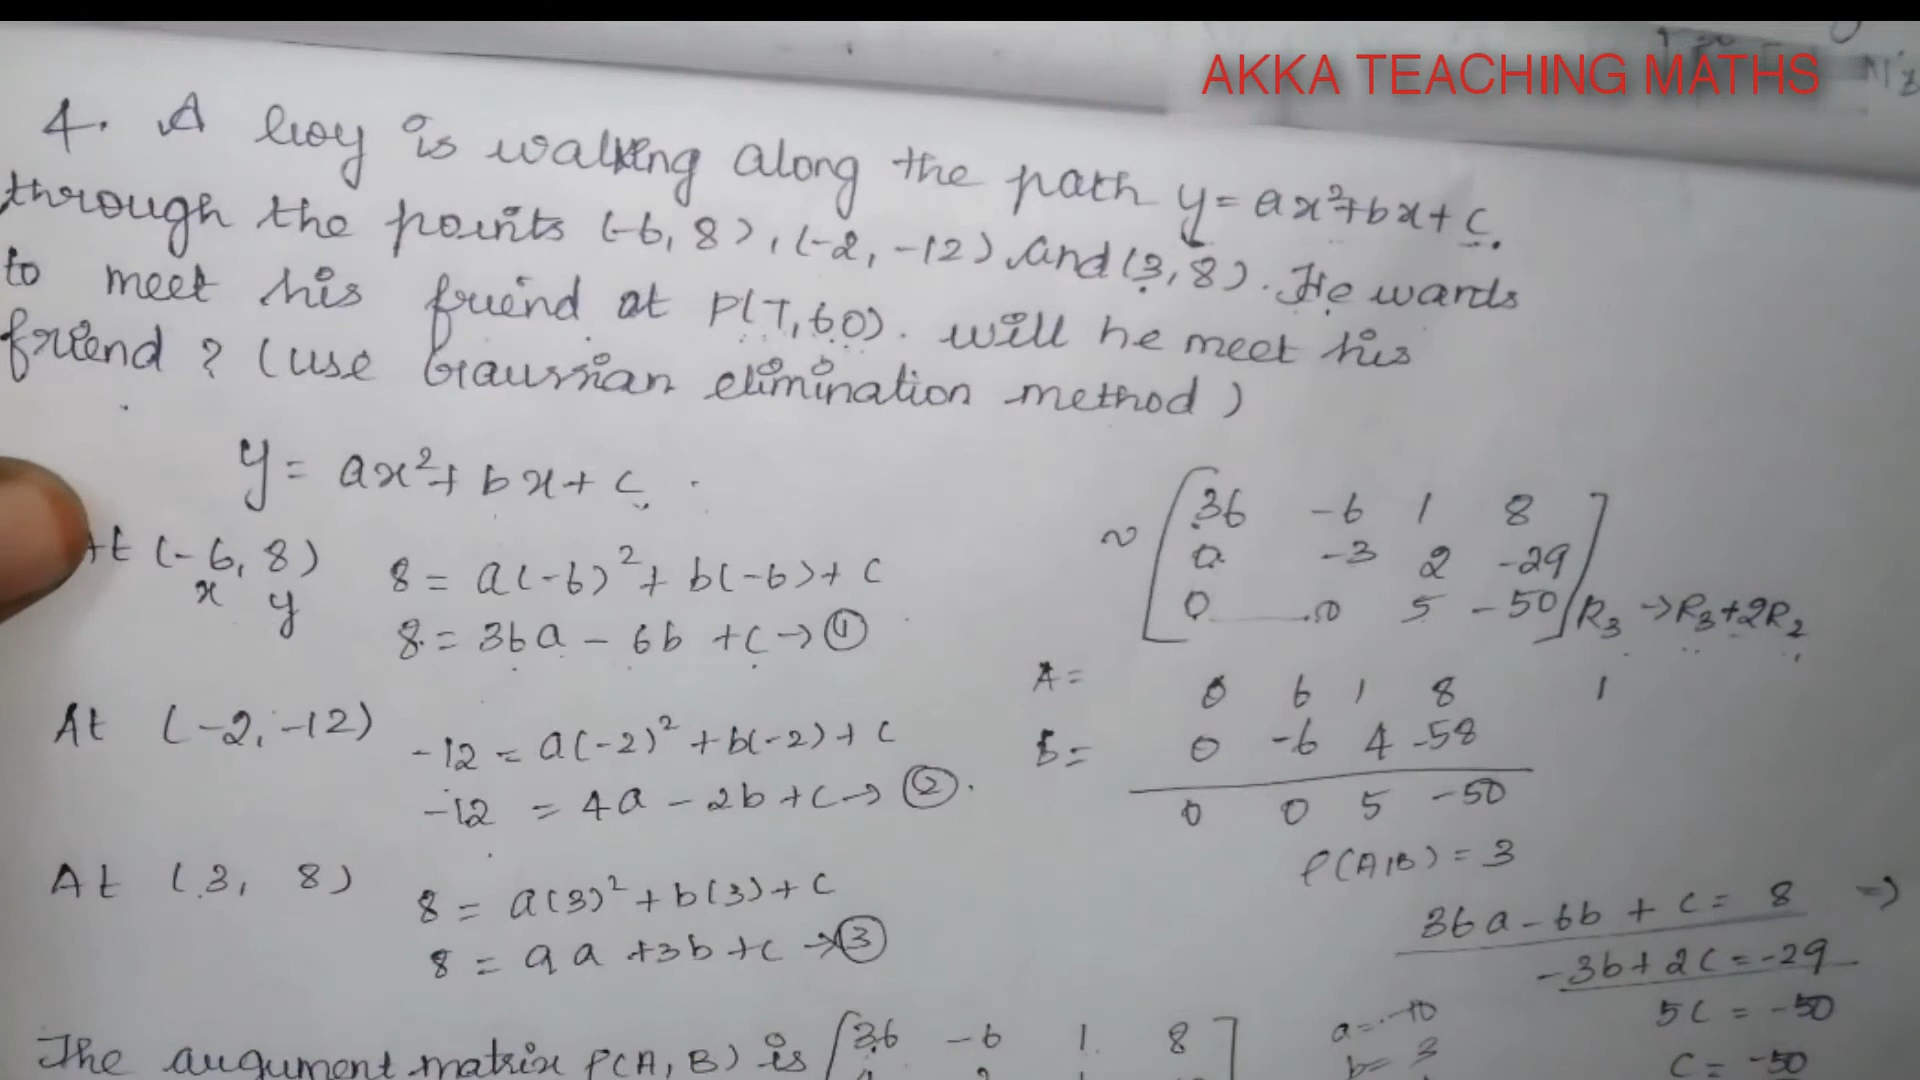 AKKA TEACHING MATHS
4. A boy is walking along the path y = ax²+bx+c.
through the points (-6, 8), (-2, -12) and (3, 8). He wards
to meet his friend at P(7, 60). will he meet his
friend ? (use Gaussian elimination method)
y = ax²+ bx + c
At (-6, 8)
x y
8 = a(-6)²+ b(-6)+ c
8 = 36a - 6b + c → ①
At (-2, -12)
-12 = a(-2)² + b(-2) + c
-12 = 4a - 2b + c → ②.
At (3, 8)
8 = a(3)² + b(3) + c
8 = 9a + 3b + c → ③
The augument matrix ρ(A, B) is [36 -6 1 8]
~ [36 -6 1 8
0 -3 2 -29
0 0 5 -50] R₃ → R₃+2R₂
A =
0 6 1 8
1
0 -6 4 -58
0 0 5 -50
ρ(A,B) = 3
36a - 6b + c = 8 ⇒
-3b + 2c = -29
5c = -50
c = -50
b = 3